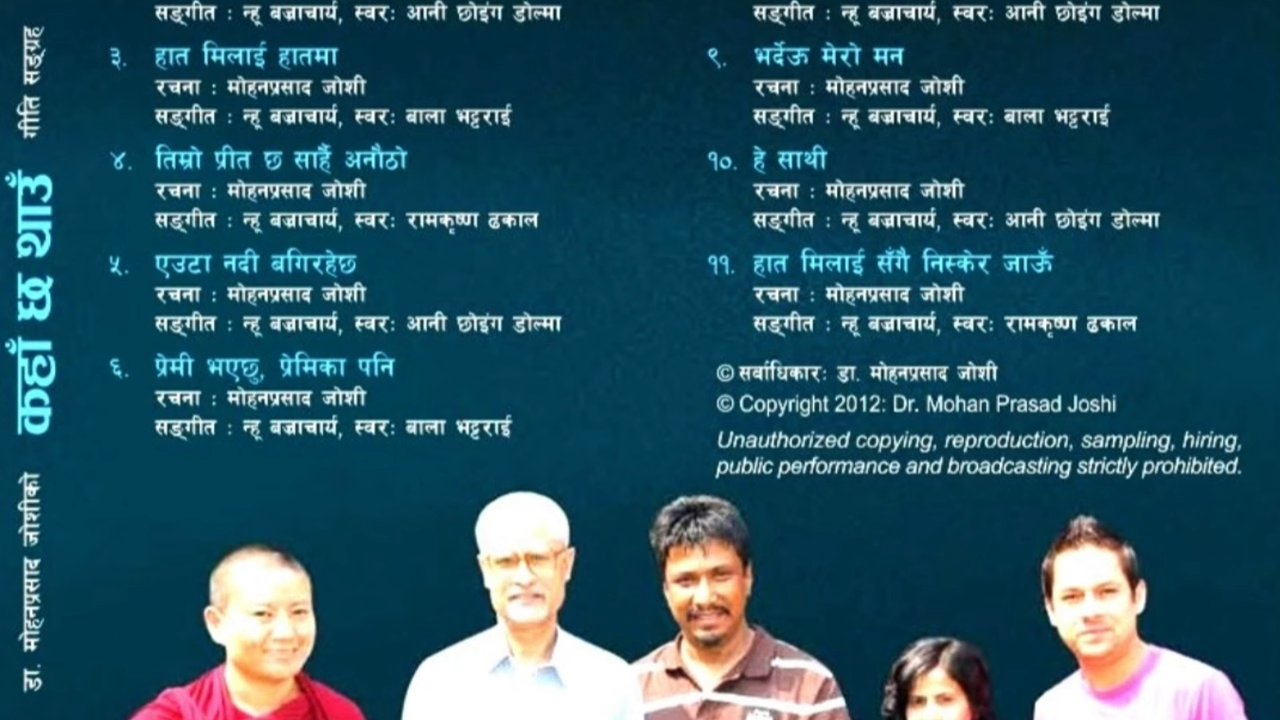 सङ्गीत : न्हू बज्राचार्य, स्वरः आनी छोइंग डोल्मा
३. हात मिलाई हातमा
रचना : मोहनप्रसाद जोशी
सङ्गीत : न्हू बज्राचार्य, स्वरः बाला भट्टराई
४. तिम्रो प्रीत छ सार्है अनौठो
रचना : मोहनप्रसाद जोशी
सङ्गीत : न्हू बज्राचार्य, स्वरः रामकृष्ण ढकाल
५. एउटा नदी बगिरहेछ
रचना : मोहनप्रसाद जोशी
सङ्गीत : न्हू बज्राचार्य, स्वरः आनी छोइंग डोल्मा
६. प्रेमी भएछु, प्रेमिका पनि
रचना : मोहनप्रसाद जोशी
सङ्गीत : न्हू बज्राचार्य, स्वरः बाला भट्टराई
सङ्गीत : न्हू बज्राचार्य, स्वरः आनी छोइंग डोल्मा
९. भर्देऊ मेरो मन
रचना : मोहनप्रसाद जोशी
सङ्गीत : न्हू बज्राचार्य, स्वरः बाला भट्टराई
१०. हे साथी
रचना : मोहनप्रसाद जोशी
सङ्गीत : न्हू बज्राचार्य, स्वरः आनी छोइंग डोल्मा
११. हात मिलाई सँगै निस्केर जाऊँ
रचना : मोहनप्रसाद जोशी
सङ्गीत : न्हू बज्राचार्य, स्वरः रामकृष्ण ढकाल
© सर्वाधिकारः डा. मोहनप्रसाद जोशी
© Copyright 2012: Dr. Mohan Prasad Joshi
Unauthorized copying, reproduction, sampling, hiring,
public performance and broadcasting strictly prohibited.
डा. मोहनप्रसाद जोशीको कहाँ छ थाउँ गीति सङ्ग्रह